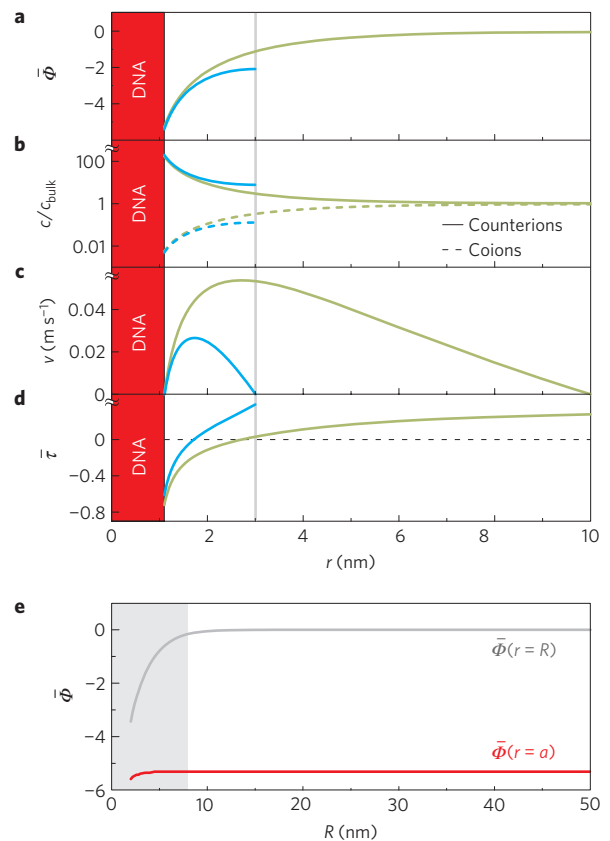 a
0
−2
−4
Φ̄
DNA
b
100
1
0.01
c/c_bulk
DNA
Counterions
Coions
c
0.04
0.02
0
v (m s⁻¹)
DNA
d
0
−0.4
−0.8
τ̄
DNA
0 2 4 6 8 10
r (nm)
e
0
−2
−4
−6
Φ̄
Φ̄(r = R)
Φ̄(r = a)
0 10 20 30 40 50
R (nm)